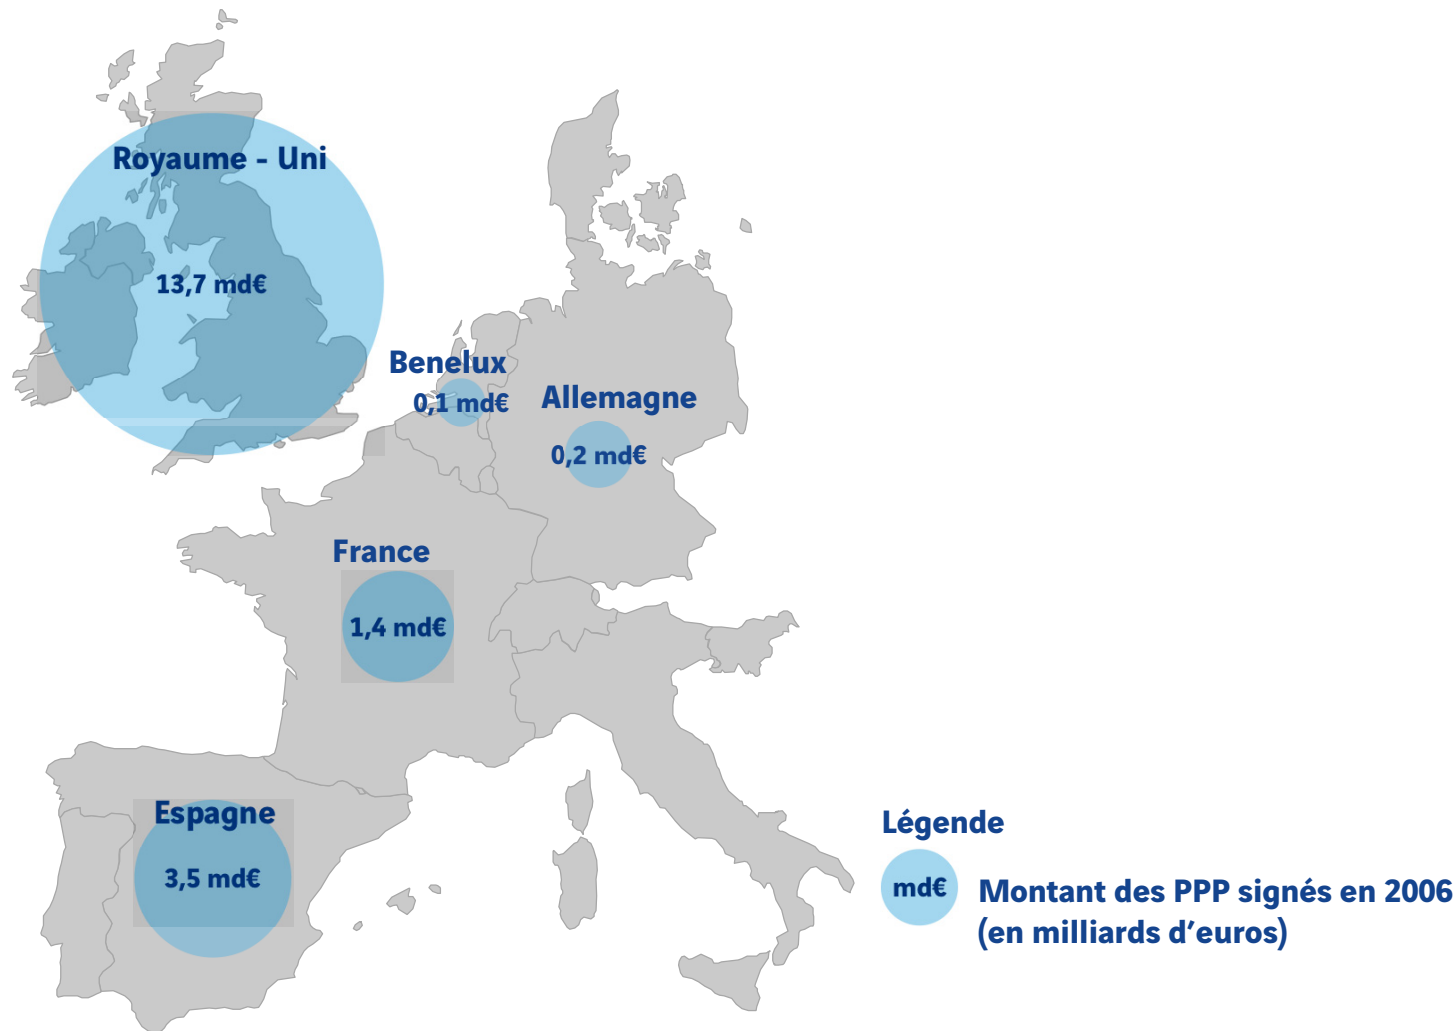 Royaume - Uni
13,7 md€
Benelux
0,1 md€
Allemagne
0,2 md€
France
1,4 md€
Espagne
3,5 md€
Légende
md€
Montant des PPP signés en 2006
(en milliards d’euros)